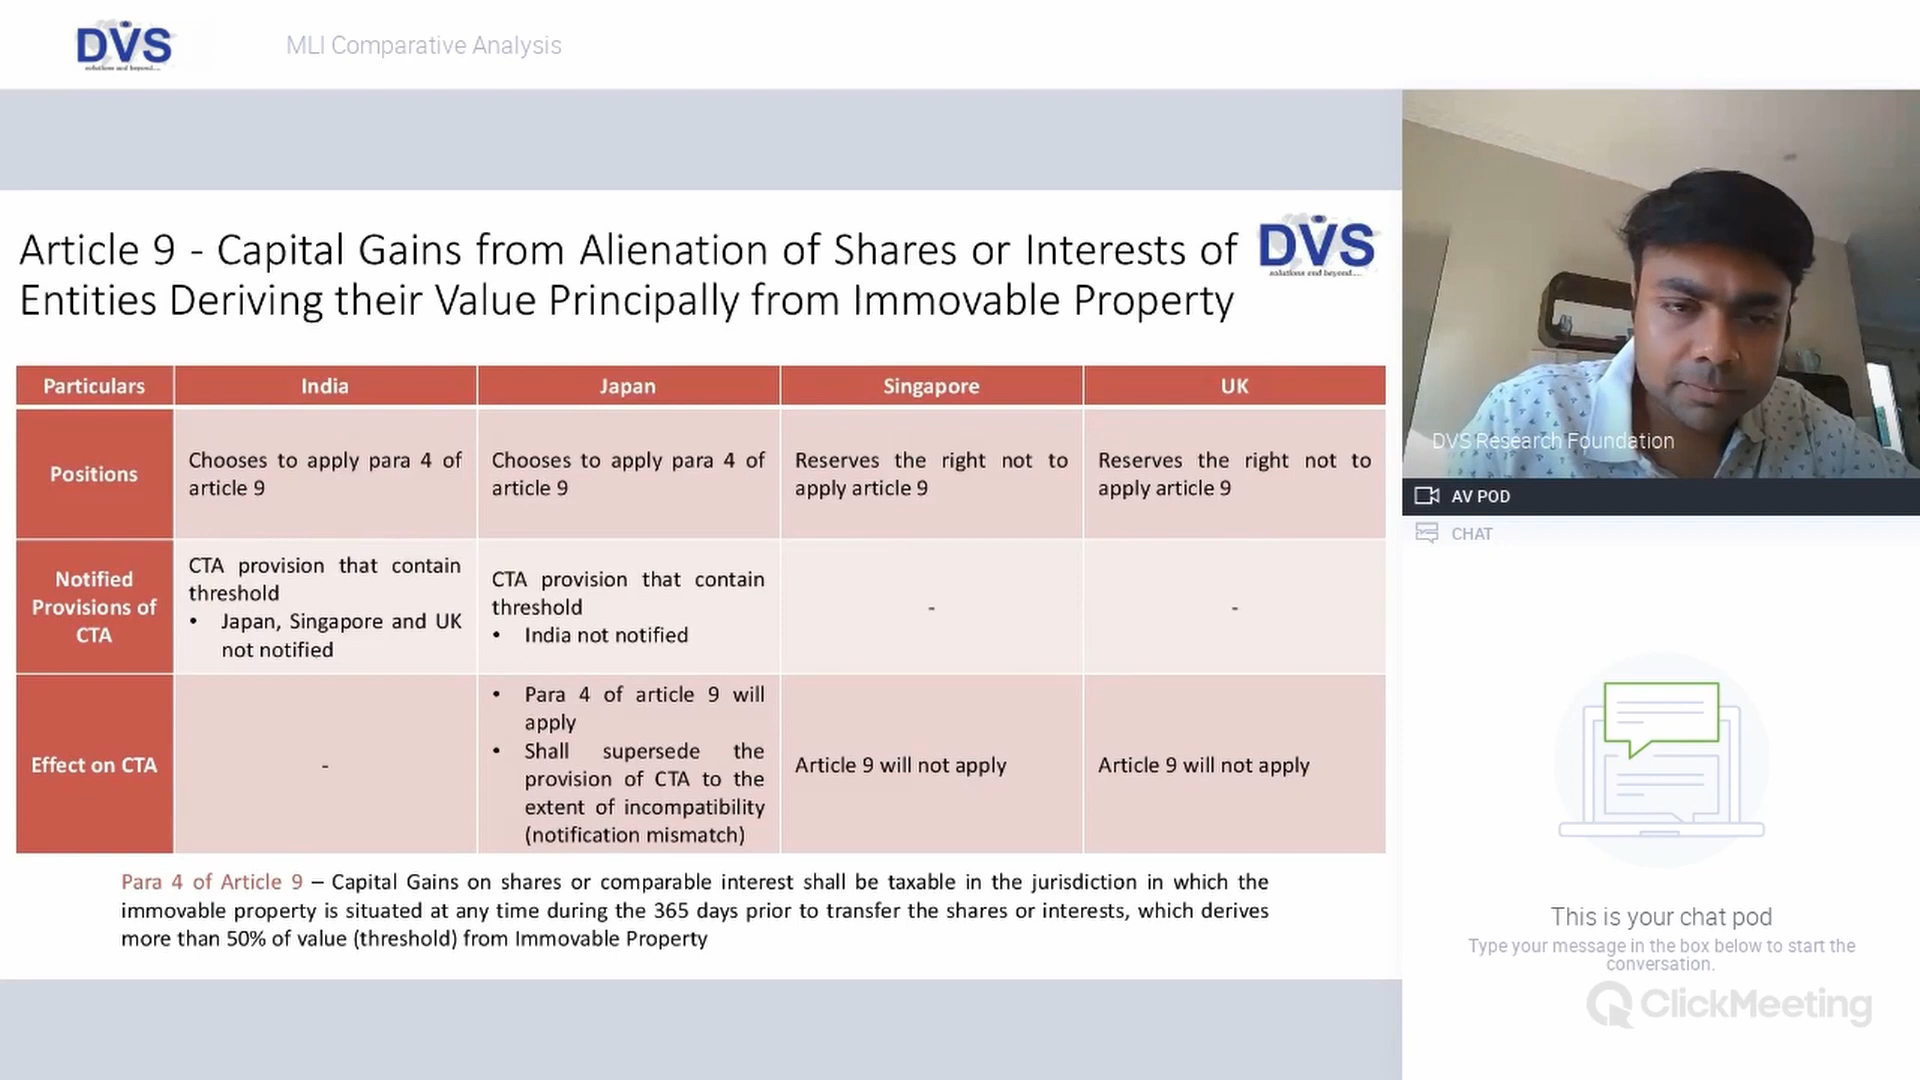 DVS
solutions and beyond....
MLI Comparative Analysis
Article 9 - Capital Gains from Alienation of Shares or Interests of
Entities Deriving their Value Principally from Immovable Property
DVS
solutions and beyond....
Particulars India Japan Singapore UK
Positions
Chooses to apply para 4 of
article 9
Chooses to apply para 4 of
article 9
Reserves the right not to
apply article 9
Reserves the right not to
apply article 9
Notified
Provisions of
CTA
CTA provision that contain
threshold
• Japan, Singapore and UK
not notified
CTA provision that contain
threshold
• India not notified
-
-
Effect on CTA
-
• Para 4 of article 9 will
apply
• Shall supersede the
provision of CTA to the
extent of incompatibility
(notification mismatch)
Article 9 will not apply
Article 9 will not apply
Para 4 of Article 9 – Capital Gains on shares or comparable interest shall be taxable in the jurisdiction in which the
immovable property is situated at any time during the 365 days prior to transfer the shares or interests, which derives
more than 50% of value (threshold) from Immovable Property
DVS Research Foundation
AV POD
CHAT
This is your chat pod
Type your message in the box below to start the
conversation.
ClickMeeting